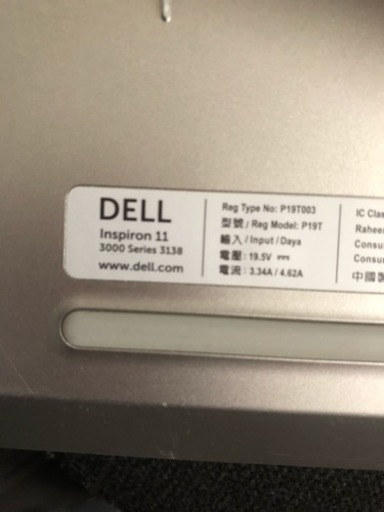 DELL
Inspiron 11
3000 Series 3138
www.dell.com
Reg Type No: P19T003
型號 / Reg Model: P19T
輸入 / Input / Daya
電壓: 19.5V ⎓
電流: 3.34A / 4.62A
IC Clas
Raheen
Consu
Consu
中國製